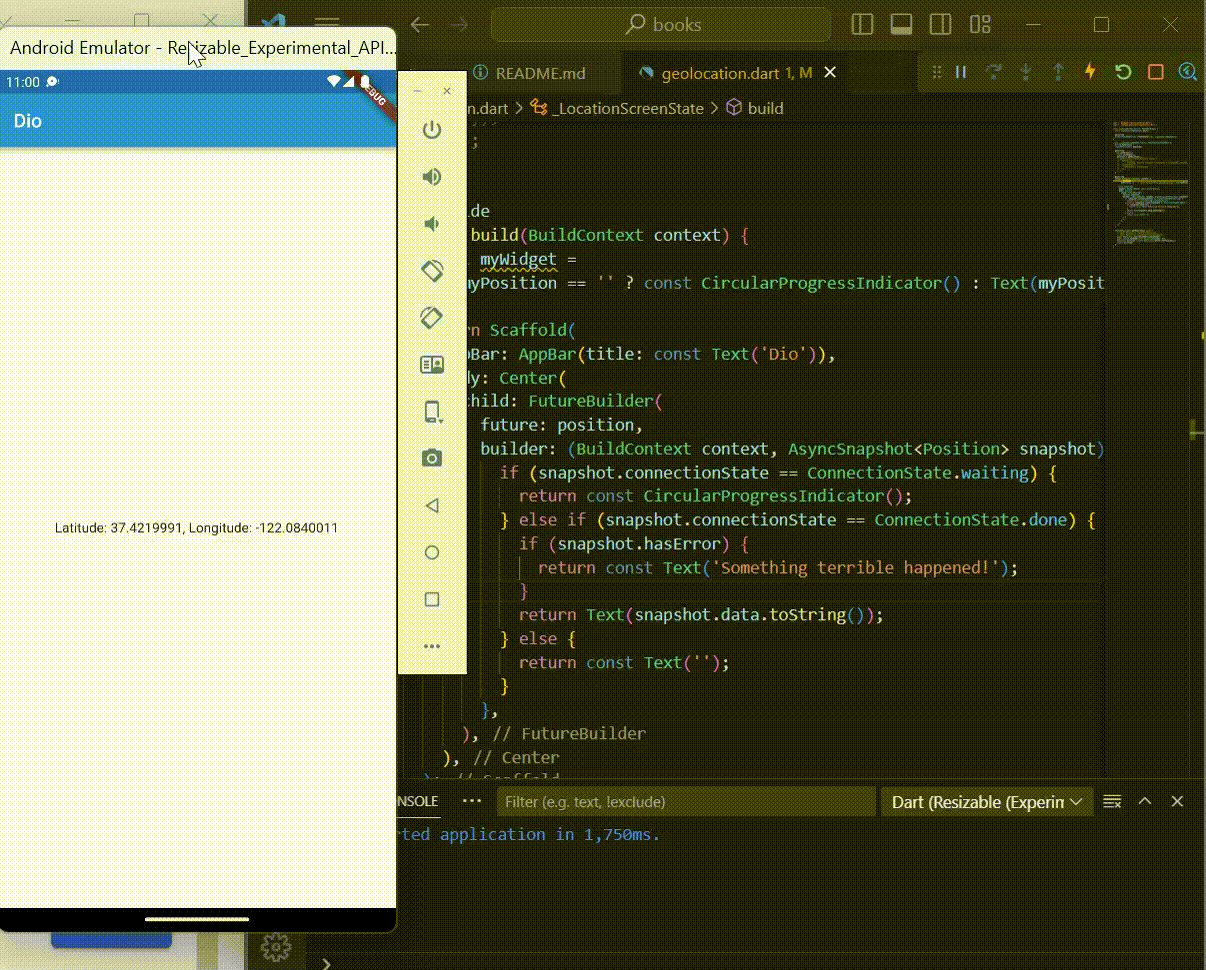 books
Android Emulator - Resizable_Experimental_API...
11:00
DEBUG
Dio
README.md
geolocation.dart 1, M
n.dart > _LocationScreenState > build
;
de
build(BuildContext context) {
myWidget =
myPosition == '' ? const CircularProgressIndicator() : Text(myPosit
n Scaffold(
Bar: AppBar(title: const Text('Dio')),
y: Center(
child: FutureBuilder(
future: position,
builder: (BuildContext context, AsyncSnapshot<Position> snapshot)
if (snapshot.connectionState == ConnectionState.waiting) {
return const CircularProgressIndicator();
} else if (snapshot.connectionState == ConnectionState.done) {
if (snapshot.hasError) {
return const Text('Something terrible happened!');
}
return Text(snapshot.data.toString());
} else {
return const Text('');
}
},
), // FutureBuilder
), // Center
); // Scaffold
Latitude: 37.4219991, Longitude: -122.0840011
NSOLE
Filter (e.g. text, !exclude)
Dart (Resizable (Experin
rted application in 1,750ms.